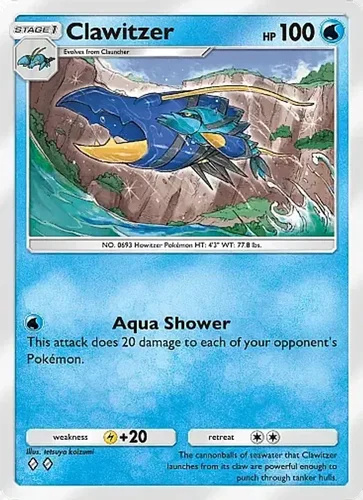 STAGE 1 Clawitzer HP 100
Evolves from Clauncher
NO. 0693 Howitzer Pokémon HT: 4'3" WT: 77.8 lbs.
Aqua Shower
This attack does 20 damage to each of your opponent's
Pokémon.
weakness +20 retreat
Illus. tetsuya koizumi
The cannonballs of seawater that Clawitzer
launches from its claw are powerful enough to
punch through tanker hulls.